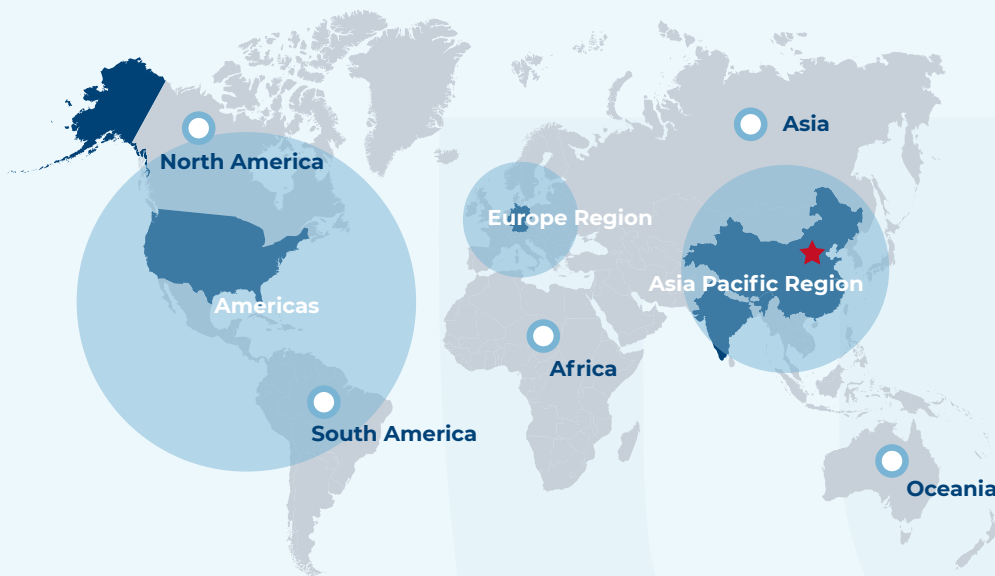 Asia
North America
Europe Region
Asia Pacific Region
Americas
Africa
South America
Oceania